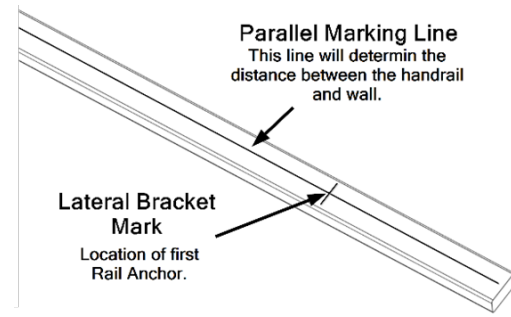 Parallel Marking Line
This line will determin the
distance between the handrail
and wall.
Lateral Bracket
Mark
Location of first
Rail Anchor.